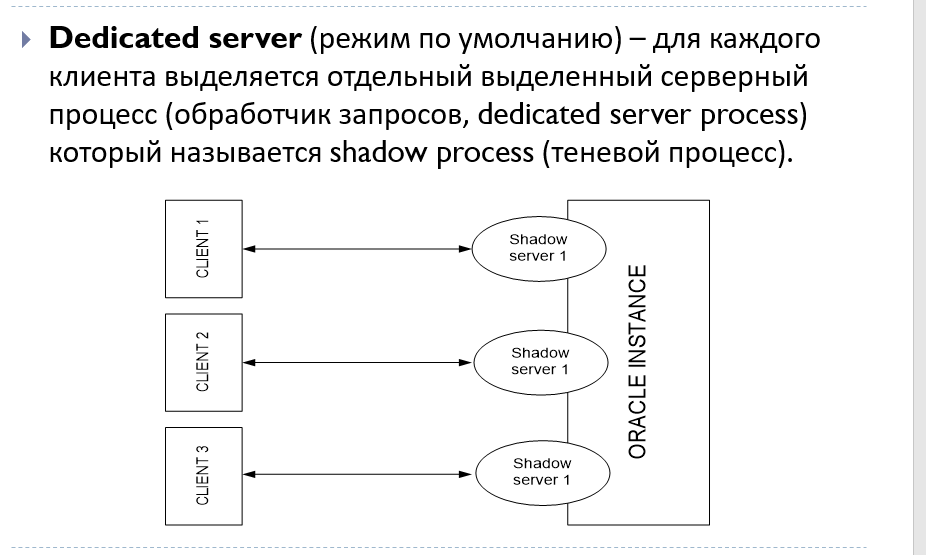 Dedicated server (режим по умолчанию) – для каждого
клиента выделяется отдельный выделенный серверный
процесс (обработчик запросов, dedicated server process)
который называется shadow process (теневой процесс).
CLIENT 1
Shadow
server 1
CLIENT 2
Shadow
server 1
CLIENT 3
Shadow
server 1
ORACLE INSTANCE